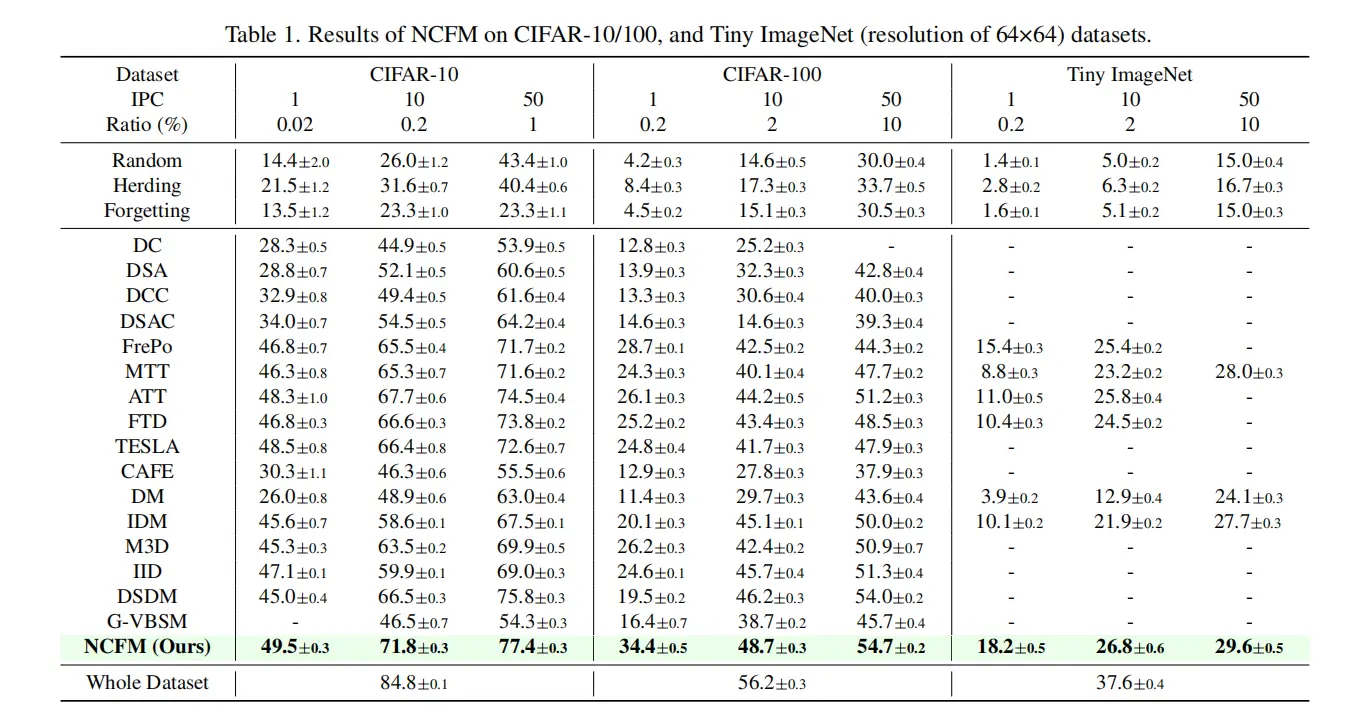 Table 1. Results of NCFM on CIFAR-10/100, and Tiny ImageNet (resolution of 64×64) datasets.
Dataset CIFAR-10 CIFAR-100 Tiny ImageNet
IPC 1 10 50 1 10 50 1 10 50
Ratio (%) 0.02 0.2 1 0.2 2 10 0.2 2 10
Random 14.4±2.0 26.0±1.2 43.4±1.0 4.2±0.3 14.6±0.5 30.0±0.4 1.4±0.1 5.0±0.2 15.0±0.4
Herding 21.5±1.2 31.6±0.7 40.4±0.6 8.4±0.3 17.3±0.3 33.7±0.5 2.8±0.2 6.3±0.2 16.7±0.3
Forgetting 13.5±1.2 23.3±1.0 23.3±1.1 4.5±0.2 15.1±0.3 30.5±0.3 1.6±0.1 5.1±0.2 15.0±0.3
DC 28.3±0.5 44.9±0.5 53.9±0.5 12.8±0.3 25.2±0.3 - - - -
DSA 28.8±0.7 52.1±0.5 60.6±0.5 13.9±0.3 32.3±0.3 42.8±0.4 - - -
DCC 32.9±0.8 49.4±0.5 61.6±0.4 13.3±0.3 30.6±0.4 40.0±0.3 - - -
DSAC 34.0±0.7 54.5±0.5 64.2±0.4 14.6±0.3 14.6±0.3 39.3±0.4 - - -
FrePo 46.8±0.7 65.5±0.4 71.7±0.2 28.7±0.1 42.5±0.2 44.3±0.2 15.4±0.3 25.4±0.2 -
MTT 46.3±0.8 65.3±0.7 71.6±0.2 24.3±0.3 40.1±0.4 47.7±0.2 8.8±0.3 23.2±0.2 28.0±0.3
ATT 48.3±1.0 67.7±0.6 74.5±0.4 26.1±0.3 44.2±0.5 51.2±0.3 11.0±0.5 25.8±0.4 -
FTD 46.8±0.3 66.6±0.3 73.8±0.2 25.2±0.2 43.4±0.3 48.5±0.3 10.4±0.3 24.5±0.2 -
TESLA 48.5±0.8 66.4±0.8 72.6±0.7 24.8±0.4 41.7±0.3 47.9±0.3 - - -
CAFE 30.3±1.1 46.3±0.6 55.5±0.6 12.9±0.3 27.8±0.3 37.9±0.3 - - -
DM 26.0±0.8 48.9±0.6 63.0±0.4 11.4±0.3 29.7±0.3 43.6±0.4 3.9±0.2 12.9±0.4 24.1±0.3
IDM 45.6±0.7 58.6±0.1 67.5±0.1 20.1±0.3 45.1±0.1 50.0±0.2 10.1±0.2 21.9±0.2 27.7±0.3
M3D 45.3±0.3 63.5±0.2 69.9±0.5 26.2±0.3 42.4±0.2 50.9±0.7 - - -
IID 47.1±0.1 59.9±0.1 69.0±0.3 24.6±0.1 45.7±0.4 51.3±0.4 - - -
DSDM 45.0±0.4 66.5±0.3 75.8±0.3 19.5±0.2 46.2±0.3 54.0±0.2 - - -
G-VBSM - 46.5±0.7 54.3±0.3 16.4±0.7 38.7±0.2 45.7±0.4 - - -
NCFM (Ours) 49.5±0.3 71.8±0.3 77.4±0.3 34.4±0.5 48.7±0.3 54.7±0.2 18.2±0.5 26.8±0.6 29.6±0.5
Whole Dataset 84.8±0.1 56.2±0.3 37.6±0.4